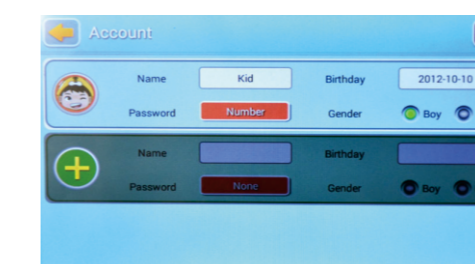 Account
Name Kid Birthday 2012-10-10
Password Number Gender Boy
Name Birthday
Password None Gender Boy